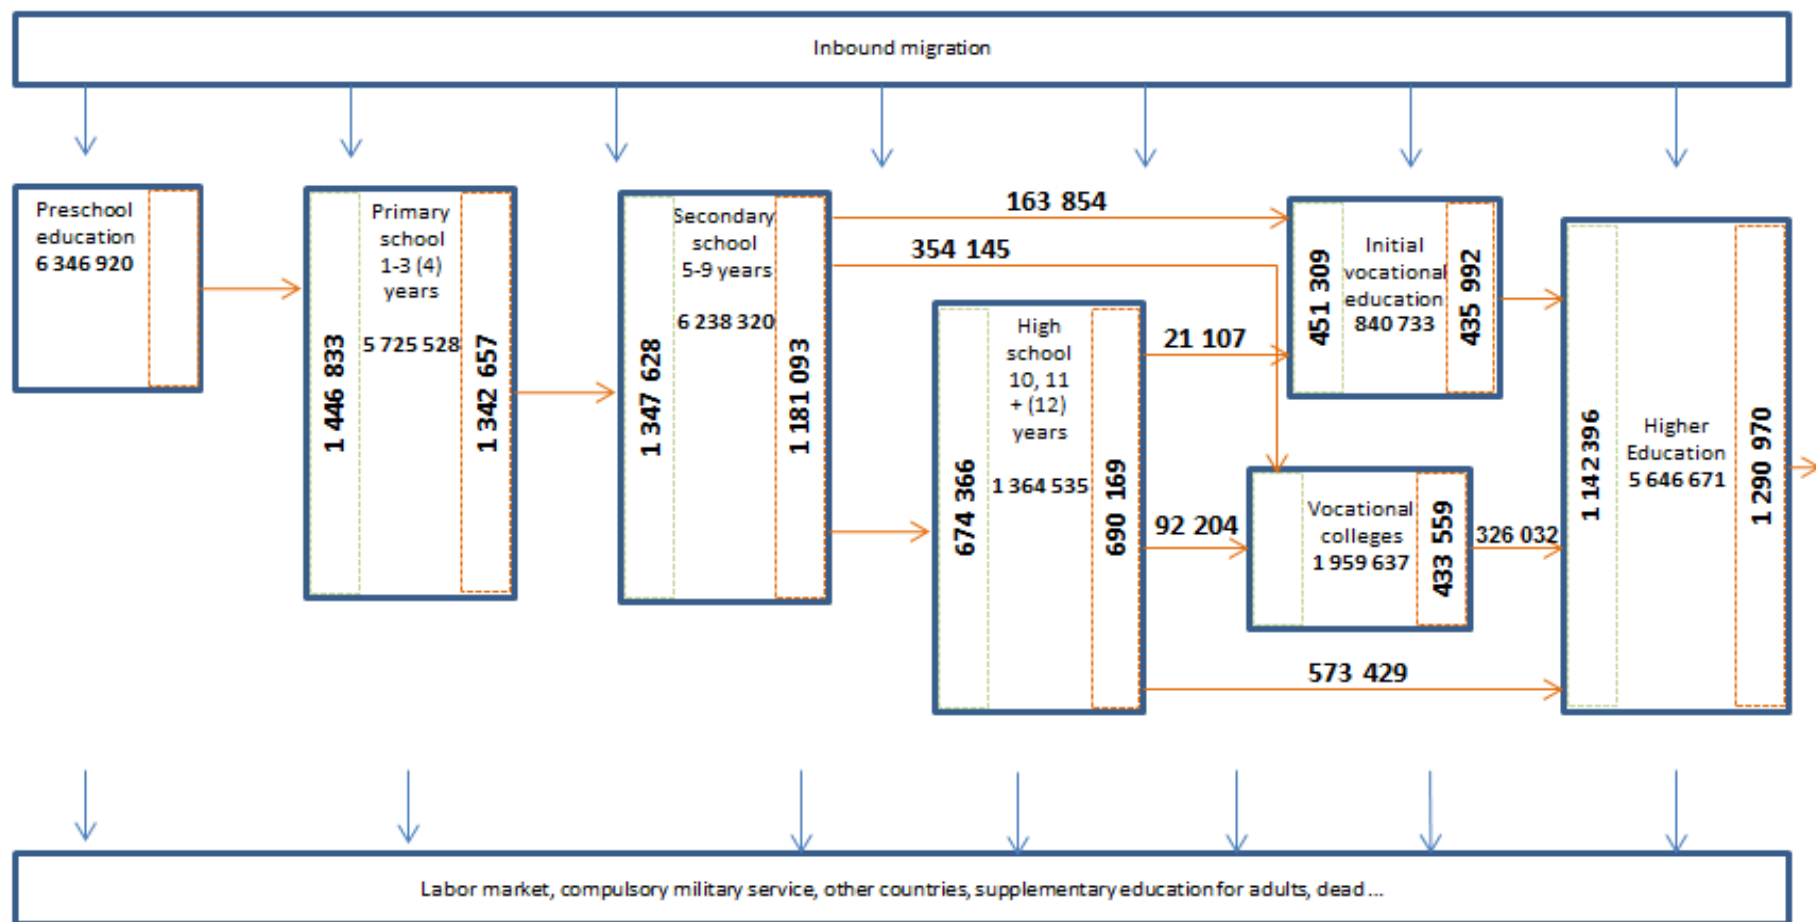 Inbound migration
Preschool
education
6 346 920
1 446 833
Primary
school
1-3 (4)
years
5 725 528
1 342 657
1 347 628
Secondary
school
5-9 years
6 238 320
1 181 093
163 854
354 145
674 366
High
school
10, 11
+ (12)
years
1 364 535
690 169
21 107
92 204
573 429
451 309
Initial
vocational
education
840 733
435 992
Vocational
colleges
1 959 637
433 559
326 032
1 142 396
Higher
Education
5 646 671
1 290 970
Labor market, compulsory military service, other countries, supplementary education for adults, dead ...